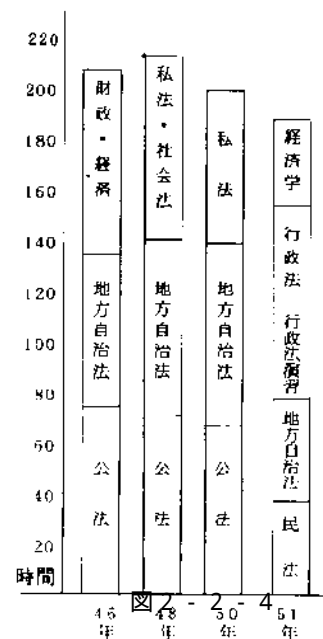 220
200
180
160
140
120
100
80
60
40
20
時間
財政・経済
地方自治法
公法
私法・社会法
地方自治法
公法
私法
地方自治法
公法
経済学
行政法 行政法演習
地方自治法
民法
46年
48年
50年
51年
図2-2-4